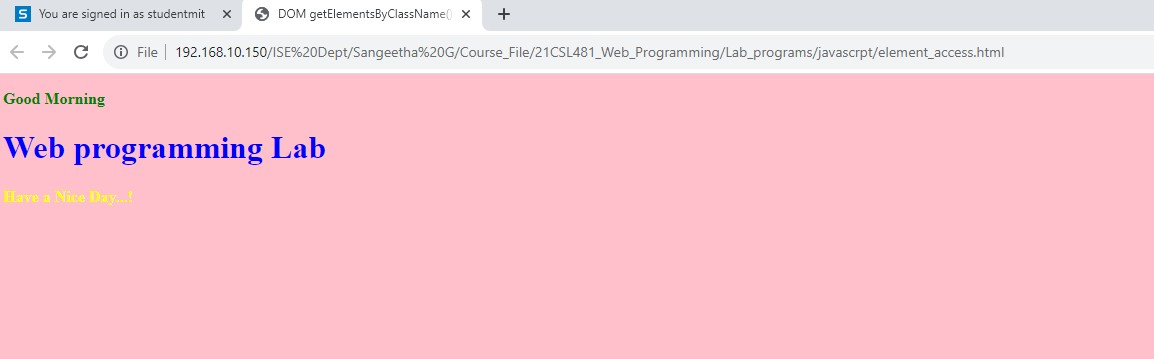 S You are signed in as studentmit
DOM getElementsByClassName()
File 192.168.10.150/ISE%20Dept/Sangeetha%20G/Course_File/21CSL481_Web_Programming/Lab_programs/javascrpt/element_access.html
Good Morning
Web programming Lab
Have a Nice Day...!